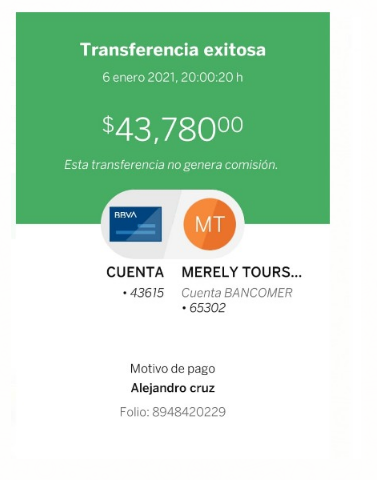 Transferencia exitosa
6 enero 2021, 20:00:20 h
$43,780⁰⁰
Esta transferencia no genera comisión.
BBVA
MT
CUENTA
• 43615
MERELY TOURS...
Cuenta BANCOMER
• 65302
Motivo de pago
Alejandro cruz
Folio: 8948420229